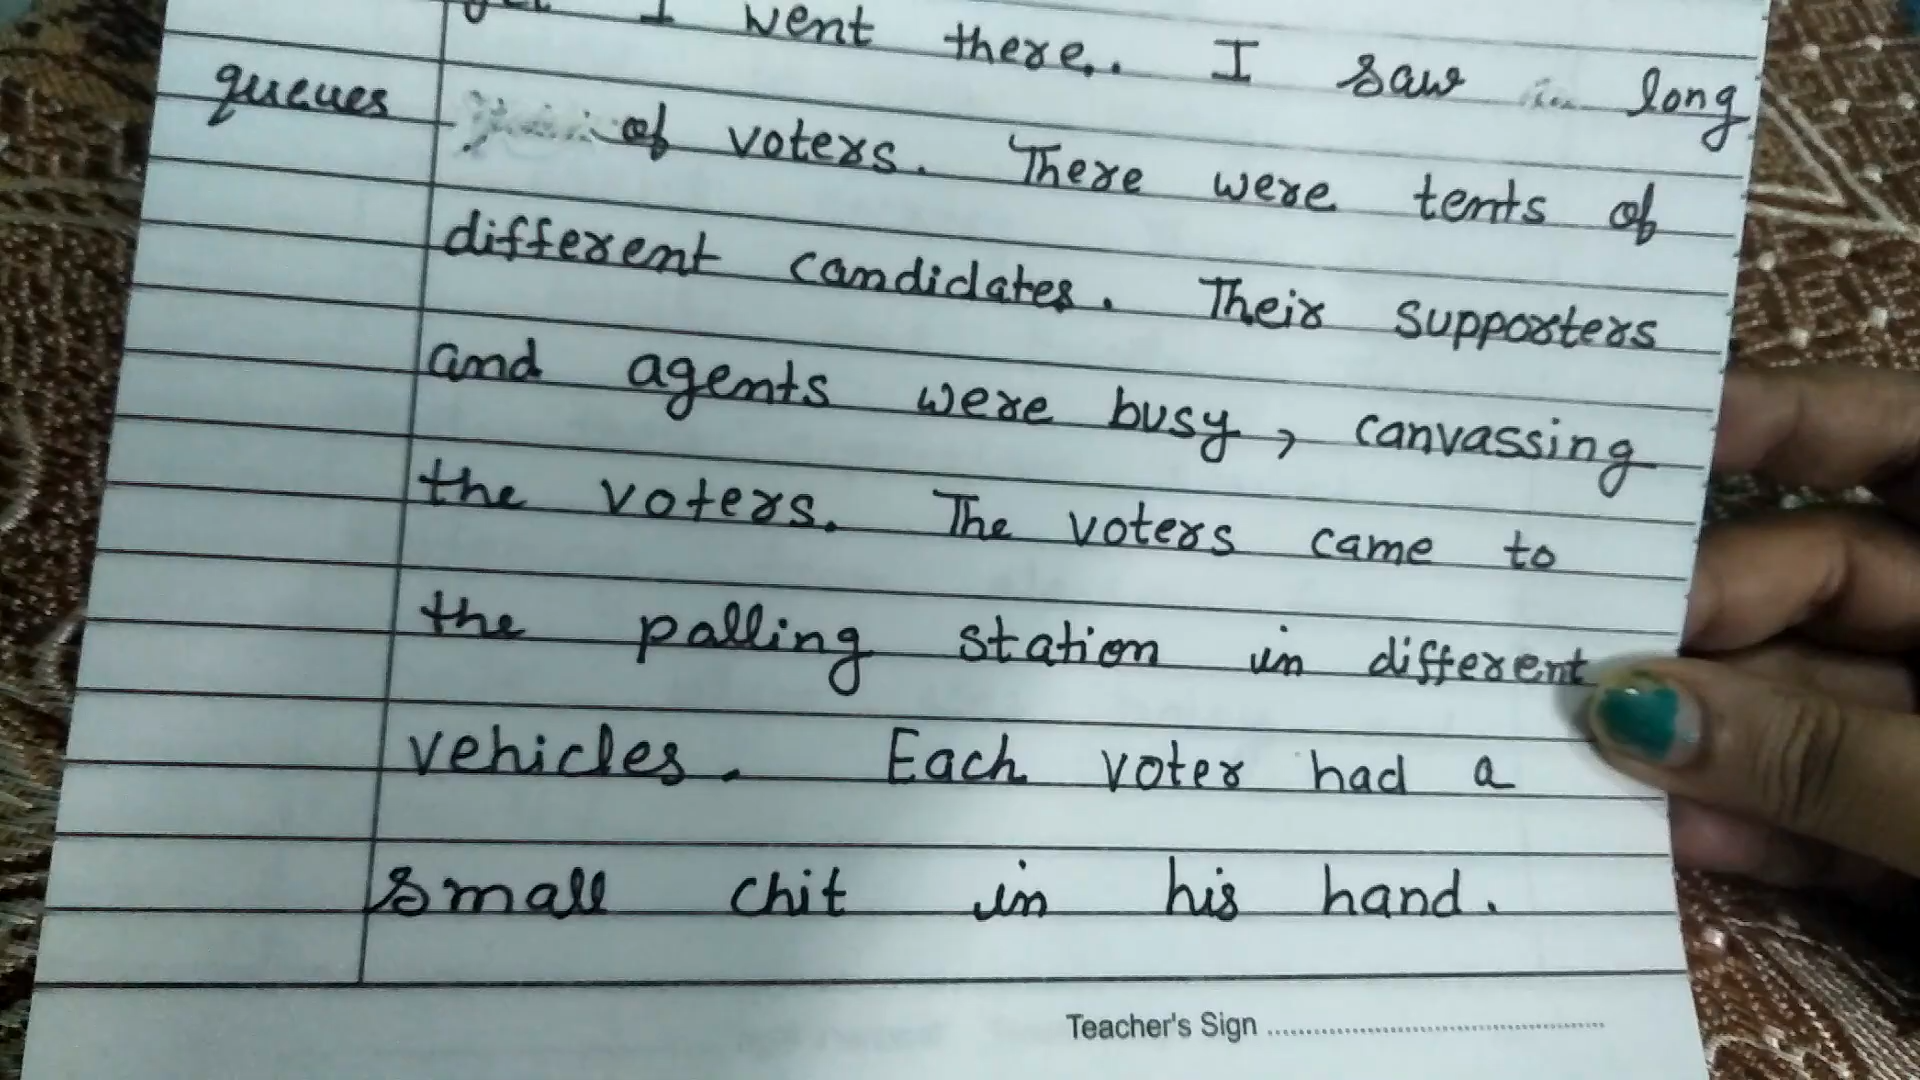 I went there. I saw long
queues of voters. There were tents of
different candidates. Their supporters
and agents were busy, canvassing
the voters. The voters came to
the palling station in different
vehicles. Each voter had a
small chit in his hand.
Teacher's Sign ........................